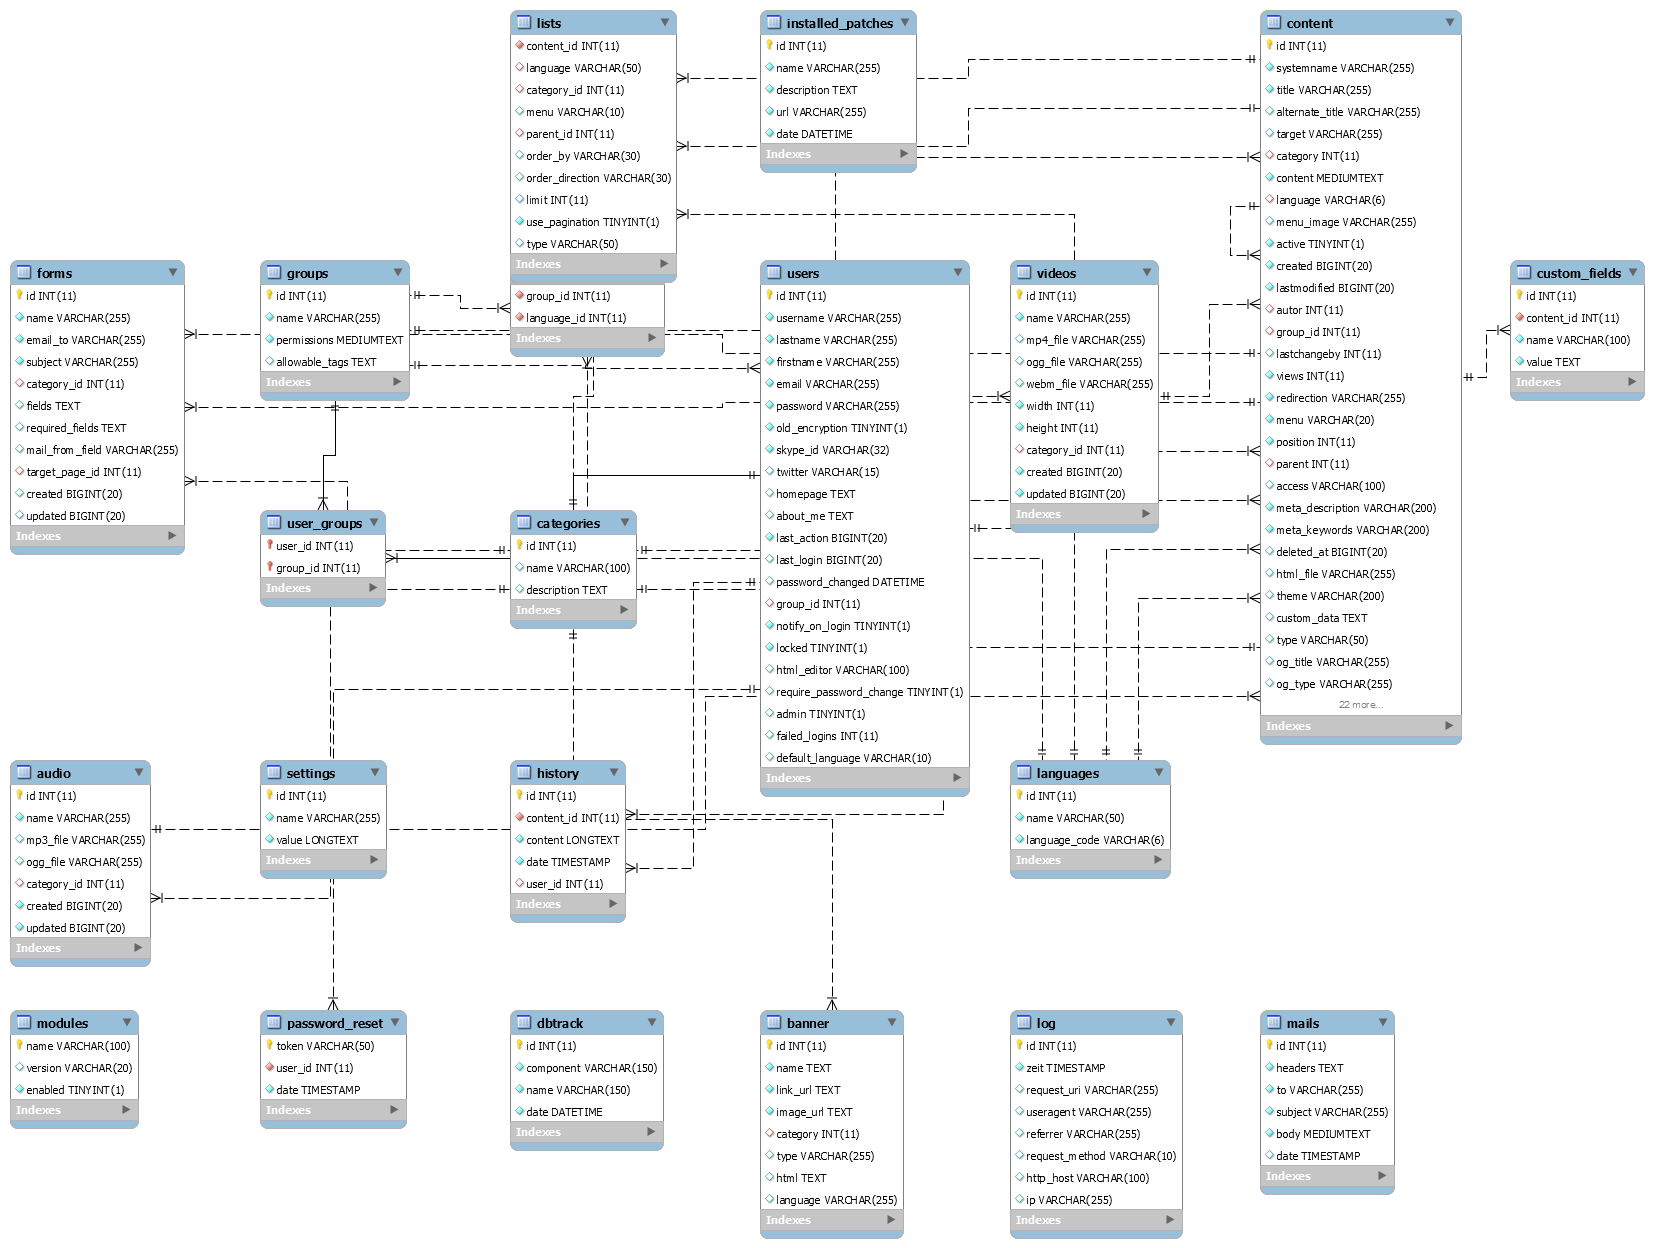 lists
content_id INT(11)
language VARCHAR(50)
category_id INT(11)
menu VARCHAR(10)
parent_id INT(11)
order_by VARCHAR(30)
order_direction VARCHAR(30)
limit INT(11)
use_pagination TINYINT(1)
type VARCHAR(50)
Indexes
installed_patches
id INT(11)
name VARCHAR(255)
description TEXT
url VARCHAR(255)
date DATETIME
Indexes
content
id INT(11)
systemname VARCHAR(255)
title VARCHAR(255)
alternate_title VARCHAR(255)
target VARCHAR(255)
category INT(11)
content MEDIUMTEXT
language VARCHAR(6)
menu_image VARCHAR(255)
active TINYINT(1)
created BIGINT(20)
lastmodified BIGINT(20)
autor INT(11)
group_id INT(11)
lastchangeby INT(11)
views INT(11)
redirection VARCHAR(255)
menu VARCHAR(20)
position INT(11)
parent INT(11)
access VARCHAR(100)
meta_description VARCHAR(200)
meta_keywords VARCHAR(200)
deleted_at BIGINT(20)
html_file VARCHAR(255)
theme VARCHAR(200)
custom_data TEXT
type VARCHAR(50)
og_title VARCHAR(255)
og_type VARCHAR(255)
22 more...
Indexes
forms
id INT(11)
name VARCHAR(255)
email_to VARCHAR(255)
subject VARCHAR(255)
category_id INT(11)
fields TEXT
required_fields TEXT
mail_from_field VARCHAR(255)
target_page_id INT(11)
created BIGINT(20)
updated BIGINT(20)
Indexes
groups
id INT(11)
name VARCHAR(255)
permissions MEDIUMTEXT
allowable_tags TEXT
Indexes
group_id INT(11)
language_id INT(11)
Indexes
users
id INT(11)
username VARCHAR(255)
lastname VARCHAR(255)
firstname VARCHAR(255)
email VARCHAR(255)
password VARCHAR(255)
old_encryption TINYINT(1)
skype_id VARCHAR(32)
twitter VARCHAR(15)
homepage TEXT
about_me TEXT
last_action BIGINT(20)
last_login BIGINT(20)
password_changed DATETIME
group_id INT(11)
notify_on_login TINYINT(1)
locked TINYINT(1)
html_editor VARCHAR(100)
require_password_change TINYINT(1)
admin TINYINT(1)
failed_logins INT(11)
default_language VARCHAR(10)
Indexes
videos
id INT(11)
name VARCHAR(255)
mp4_file VARCHAR(255)
ogg_file VARCHAR(255)
webm_file VARCHAR(255)
width INT(11)
height INT(11)
category_id INT(11)
created BIGINT(20)
updated BIGINT(20)
Indexes
custom_fields
id INT(11)
content_id INT(11)
name VARCHAR(100)
value TEXT
Indexes
user_groups
user_id INT(11)
group_id INT(11)
Indexes
categories
id INT(11)
name VARCHAR(100)
description TEXT
Indexes
audio
id INT(11)
name VARCHAR(255)
mp3_file VARCHAR(255)
ogg_file VARCHAR(255)
category_id INT(11)
created BIGINT(20)
updated BIGINT(20)
Indexes
settings
id INT(11)
name VARCHAR(255)
value LONGTEXT
Indexes
history
id INT(11)
content_id INT(11)
content LONGTEXT
date TIMESTAMP
user_id INT(11)
Indexes
languages
id INT(11)
name VARCHAR(50)
language_code VARCHAR(6)
Indexes
modules
name VARCHAR(100)
version VARCHAR(20)
enabled TINYINT(1)
Indexes
password_reset
token VARCHAR(50)
user_id INT(11)
date TIMESTAMP
Indexes
dbtrack
id INT(11)
component VARCHAR(150)
name VARCHAR(150)
date DATETIME
Indexes
banner
id INT(11)
name TEXT
link_url TEXT
image_url TEXT
category INT(11)
type VARCHAR(255)
html TEXT
language VARCHAR(255)
Indexes
log
id INT(11)
zeit TIMESTAMP
request_uri VARCHAR(255)
useragent VARCHAR(255)
referrer VARCHAR(255)
request_method VARCHAR(10)
http_host VARCHAR(100)
ip VARCHAR(255)
Indexes
mails
id INT(11)
headers TEXT
to VARCHAR(255)
subject VARCHAR(255)
body MEDIUMTEXT
date TIMESTAMP
Indexes